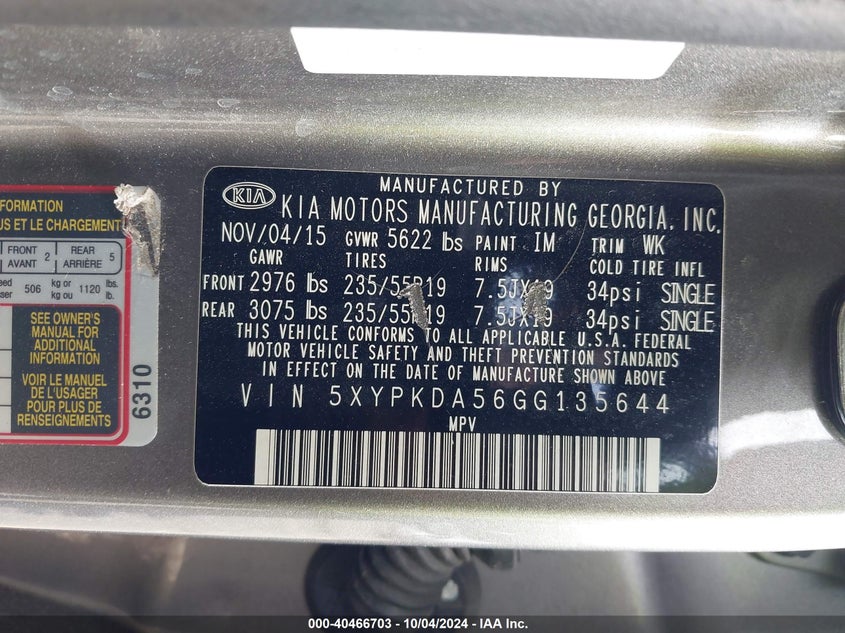 FORMATION
US ET LE CHARGEMENT
FRONT AVANT 2 REAR ARRIÈRE 5
506 kg or kg ou 1120 lbs. lb.
SEE OWNER'S
MANUAL FOR
ADDITIONAL
INFORMATION
VOIR LE MANUEL
POUR PLUS DE
RENSEIGNEMENTS
6310
MANUFACTURED BY
KIA KIA MOTORS MANUFACTURING GEORGIA, INC.
NOV/04/15 GVWR 5622 lbs PAINT IM TRIM WK
GAWR TIRES RIMS COLD TIRE INFL
FRONT 2976 lbs 235/55R19 7.5JX19 34psi SINGLE
REAR 3075 lbs 235/55R19 7.5JX19 34psi SINGLE
THIS VEHICLE CONFORMS TO ALL APPLICABLE U.S.A. FEDERAL
MOTOR VEHICLE SAFETY AND THEFT PREVENTION STANDARDS
IN EFFECT ON THE DATE OF MANUFACTURE SHOWN ABOVE
VIN 5XYPKDA56GG135644
MPV
000-40466703 - 10/04/2024 - IAA Inc.